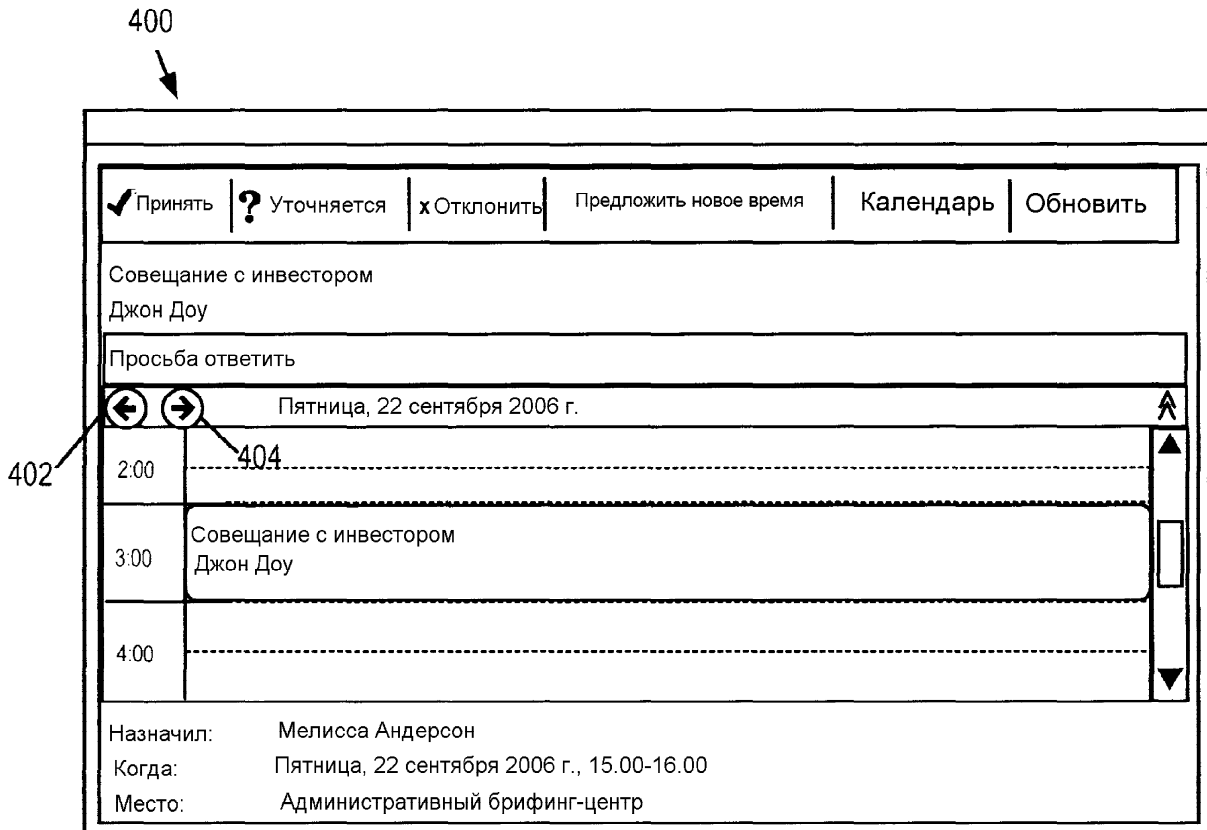 400
Принять ? Уточняется x Отклонить Предложить новое время Календарь Обновить
Совещание с инвестором
Джон Доу
Просьба ответить
Пятница, 22 сентября 2006 г.
402
404
2:00
Совещание с инвестором
3:00
Джон Доу
4:00
Назначил: Мелисса Андерсон
Когда: Пятница, 22 сентября 2006 г., 15.00-16.00
Место: Административный брифинг-центр